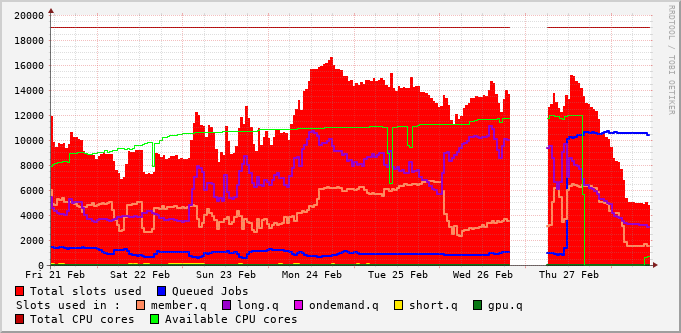 20000
18000
16000
14000
12000
10000
8000
6000
4000
2000
0
Fri 21 Feb Sat 22 Feb Sun 23 Feb Mon 24 Feb Tue 25 Feb Wed 26 Feb Thu 27 Feb
RRDTOOL / TOBI OETIKER
Total slots used Queued Jobs
Slots used in : member.q long.q ondemand.q short.q gpu.q
Total CPU cores Available CPU cores